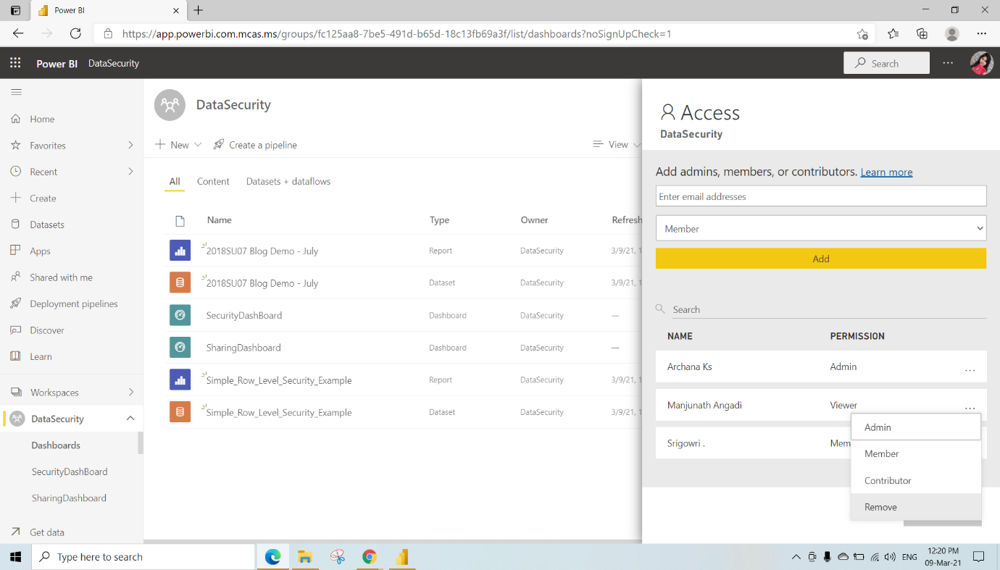 Power BI
https://app.powerbi.com.mcas.ms/groups/fc125aa8-7be5-491d-b65d-18c13fb69a3f/list/dashboards?noSignUpCheck=1
Power BI DataSecurity
Search
Home
Favorites
Recent
Create
Datasets
Apps
Shared with me
Deployment pipelines
Discover
Learn
Workspaces
DataSecurity
Dashboards
SecurityDashBoard
SharingDashboard
Get data
DataSecurity
New
Create a pipeline
View
All Content Datasets + dataflows
Name Type Owner Refresh
2018SU07 Blog Demo - July Report DataSecurity 3/9/21, 1
2018SU07 Blog Demo - July Dataset DataSecurity 3/9/21, 1
SecurityDashBoard Dashboard DataSecurity —
SharingDashboard Dashboard DataSecurity —
Simple_Row_Level_Security_Example Report DataSecurity 3/9/21, 1
Simple_Row_Level_Security_Example Dataset DataSecurity 3/9/21, 1
Access
DataSecurity
Add admins, members, or contributors. Learn more
Enter email addresses
Member
Add
Search
NAME PERMISSION
Archana Ks Admin ...
Manjunath Angadi Viewer ...
Srigowri . Mem
Admin
Member
Contributor
Remove
Type here to search
ENG
12:20 PM
09-Mar-21